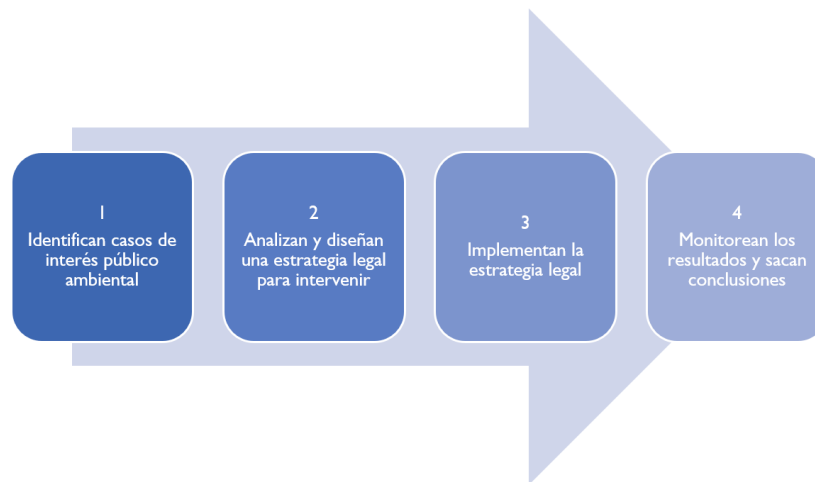 1
Identifican casos de
interés público
ambiental
2
Analizan y diseñan
una estrategia legal
para intervenir
3
Implementan la
estrategia legal
4
Monitorean los
resultados y sacan
conclusiones